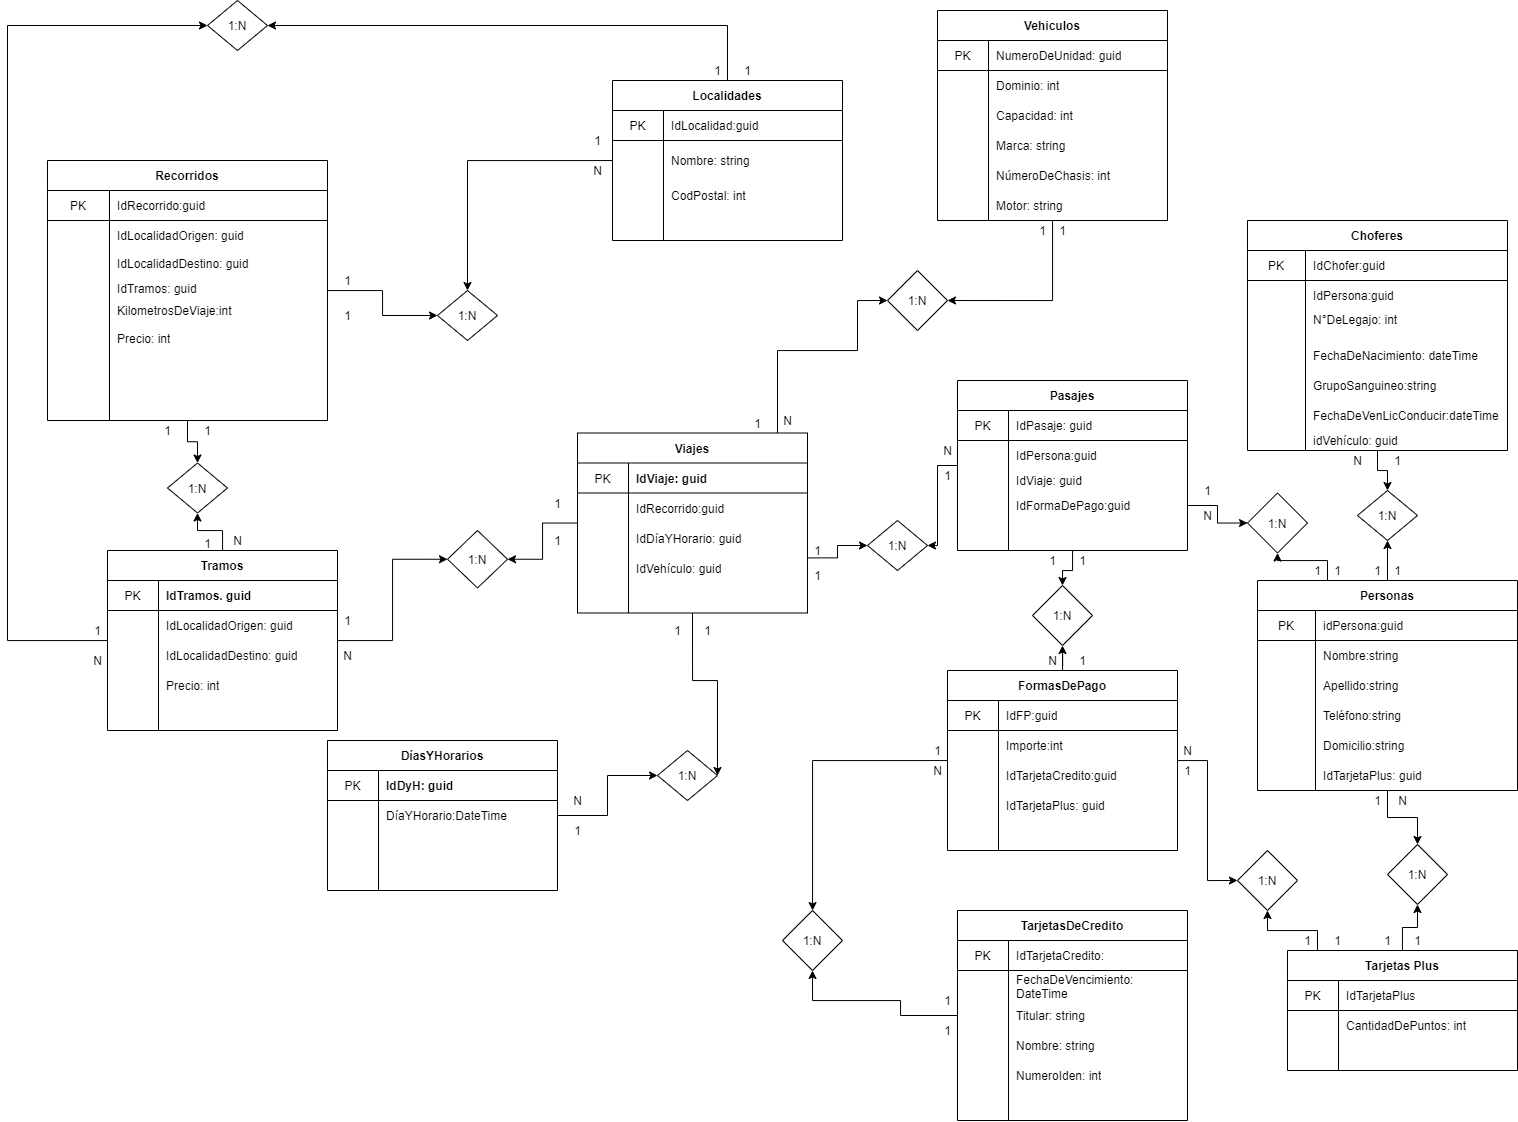 1:N
1 1
Localidades
PK IdLocalidad:guid
Nombre: string
CodPostal: int
1
N
Vehiculos
PK NumeroDeUnidad: guid
Dominio: int
Capacidad: int
Marca: string
NúmeroDeChasis: int
Motor: string
1 1
Recorridos
PK IdRecorrido:guid
IdLocalidadOrigen: guid
IdLocalidadDestino: guid
IdTramos: guid
KilometrosDeViaje:int
Precio: int
1
1
1 1
1:N
1:N
1:N
Choferes
PK IdChofer:guid
IdPersona:guid
N°DeLegajo: int
FechaDeNacimiento: dateTime
GrupoSanguineo:string
FechaDeVenLicConducir:dateTime
idVehículo: guid
N 1
1:N
Pasajes
PK IdPasaje: guid
IdPersona:guid
IdViaje: guid
IdFormaDePago:guid
N
1
1
N
1 1
1:N
1:N
1:N
Viajes
PK IdViaje: guid
IdRecorrido:guid
IdDíaYHorario: guid
IdVehículo: guid
1 N
1
1
1
1
1 1
1:N
Tramos
PK IdTramos. guid
IdLocalidadOrigen: guid
IdLocalidadDestino: guid
Precio: int
1 N
1
N
1
N
DíasYHorarios
PK IdDyH: guid
DíaYHorario:DateTime
N
1
1:N
Personas
PK idPersona:guid
Nombre:string
Apellido:string
Teléfono:string
Domicilio:string
IdTarjetaPlus: guid
1 1 1 1
1 N
FormasDePago
PK IdFP:guid
Importe:int
IdTarjetaCredito:guid
IdTarjetaPlus: guid
N 1
1
N
N
1
1:N
1:N
1:N
TarjetasDeCredito
PK IdTarjetaCredito:
FechaDeVencimiento:
DateTime
Titular: string
Nombre: string
NumeroIden: int
1
1
Tarjetas Plus
PK IdTarjetaPlus
CantidadDePuntos: int
1 1 1 1